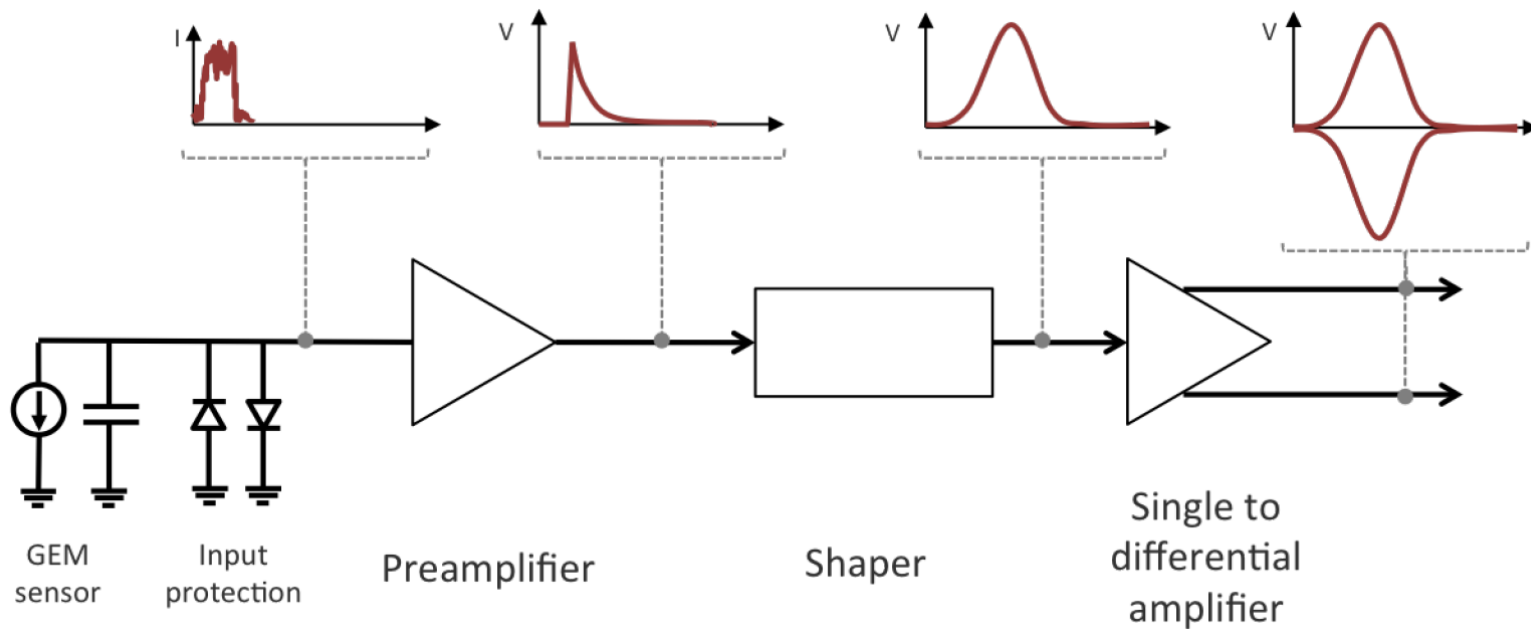 I
V
V
V
GEM
sensor
Input
protection
Preamplifier
Shaper
Single to
differential
amplifier